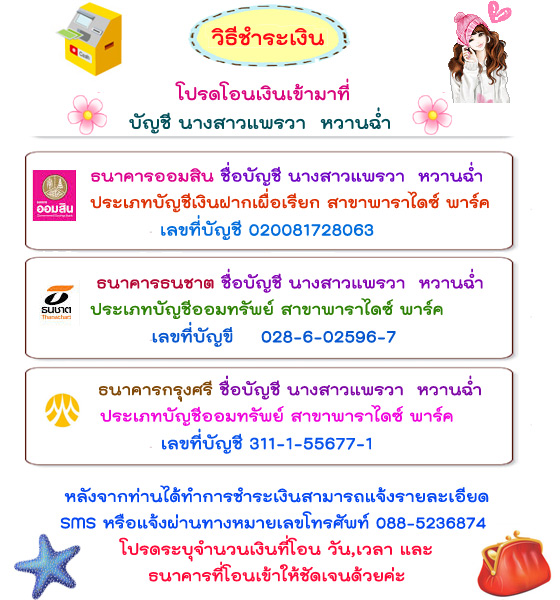 วิธีชำระเงิน
โปรดโอนเงินเข้ามาที่
บัญชี นางสาวแพรวา หวานฉ่ำ
ธนาคารออมสิน ชื่อบัญชี นางสาวแพรวา หวานฉ่ำ
ออมสิน
ประเภทบัญชีเงินฝากเผื่อเรียก สาขาพาราไดซ์ พาร์ค
เลขที่บัญชี 020081728063
ธนาคารธนชาต ชื่อบัญชี นางสาวแพรวา หวานฉ่ำ
ธนชาต
Thanachart
ประเภทบัญชีออมทรัพย์ สาขาพาราไดซ์ พาร์ค
เลขที่บัญชี 028-6-02596-7
ธนาคารกรุงศรี ชื่อบัญชี นางสาวแพรวา หวานฉ่ำ
ประเภทบัญชีออมทรัพย์ สาขาพาราไดซ์ พาร์ค
เลขที่บัญชี 311-1-55677-1
หลังจากท่านได้ทำการชำระเงินสามารถแจ้งรายละเอียด
SMS หรือแจ้งผ่านทางหมายเลขโทรศัพท์ 088-5236874
โปรดระบุจำนวนเงินที่โอน วัน,เวลา และ
ธนาคารที่โอนเข้าให้ชัดเจนด้วยค่ะ